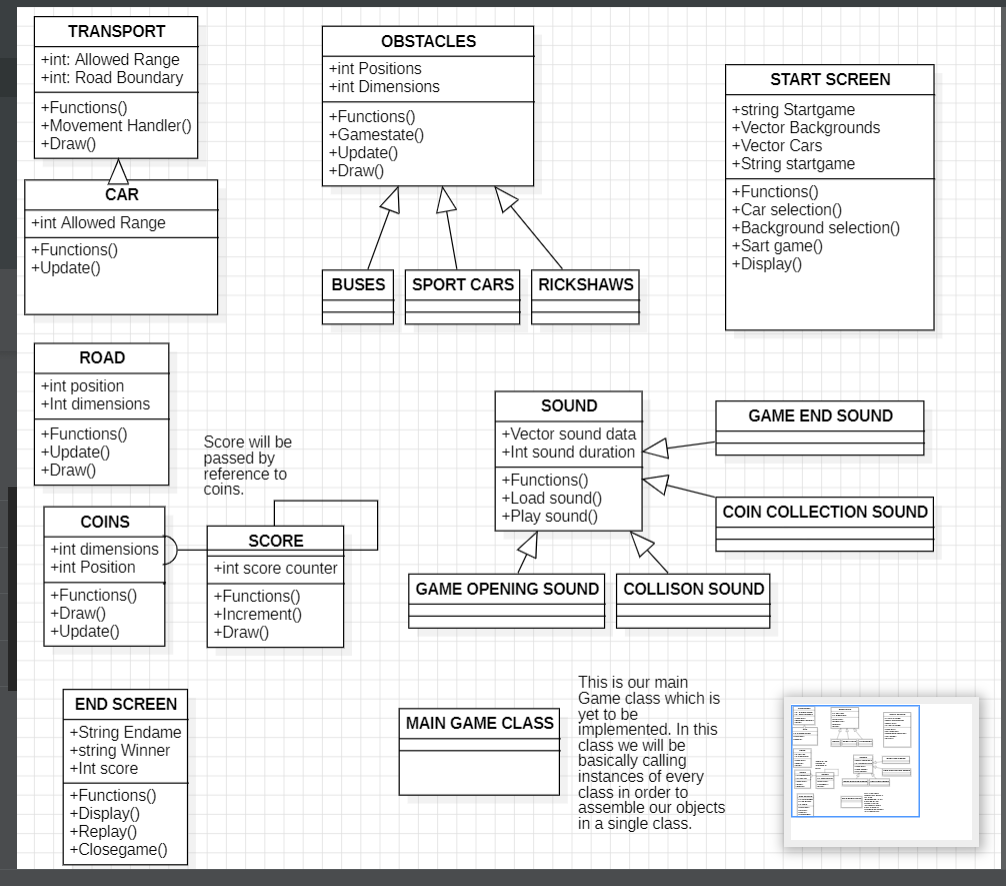 TRANSPORT
+int: Allowed Range
+int: Road Boundary
+Functions()
+Movement Handler()
+Draw()
CAR
+int Allowed Range
+Functions()
+Update()
OBSTACLES
+int Positions
+int Dimensions
+Functions()
+Gamestate()
+Update()
+Draw()
BUSES
SPORT CARS
RICKSHAWS
START SCREEN
+string Startgame
+Vector Backgrounds
+Vector Cars
+String startgame
+Functions()
+Car selection()
+Background selection()
+Sart game()
+Display()
ROAD
+int position
+Int dimensions
+Functions()
+Update()
+Draw()
Score will be
passed by
reference to
coins.
COINS
+int dimensions
+int Position
+Functions()
+Draw()
+Update()
SCORE
+int score counter
+Functions()
+Increment()
+Draw()
SOUND
+Vector sound data
+Int sound duration
+Functions()
+Load sound()
+Play sound()
GAME END SOUND
COIN COLLECTION SOUND
GAME OPENING SOUND
COLLISON SOUND
END SCREEN
+String Endame
+string Winner
+Int score
+Functions()
+Display()
+Replay()
+Closegame()
MAIN GAME CLASS
This is our main
Game class which is
yet to be
implemented. In this
class we will be
basically calling
instances of every
class in order to
assemble our objects
in a single class.